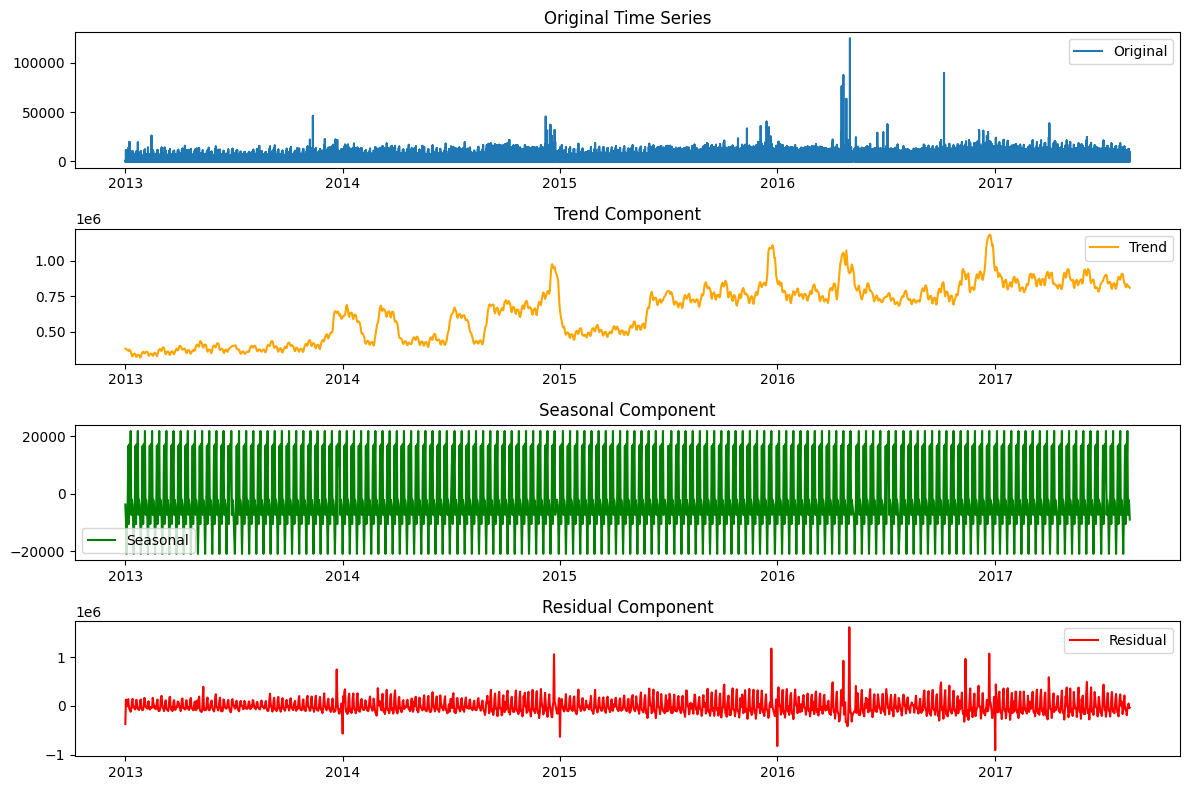 Original Time Series
Original
100000
50000
0
2013 2014 2015 2016 2017
Trend Component
1e6
Trend
1.00
0.75
0.50
2013 2014 2015 2016 2017
Seasonal Component
20000
0
−20000
Seasonal
2013 2014 2015 2016 2017
Residual Component
1e6
Residual
1
0
−1
2013 2014 2015 2016 2017